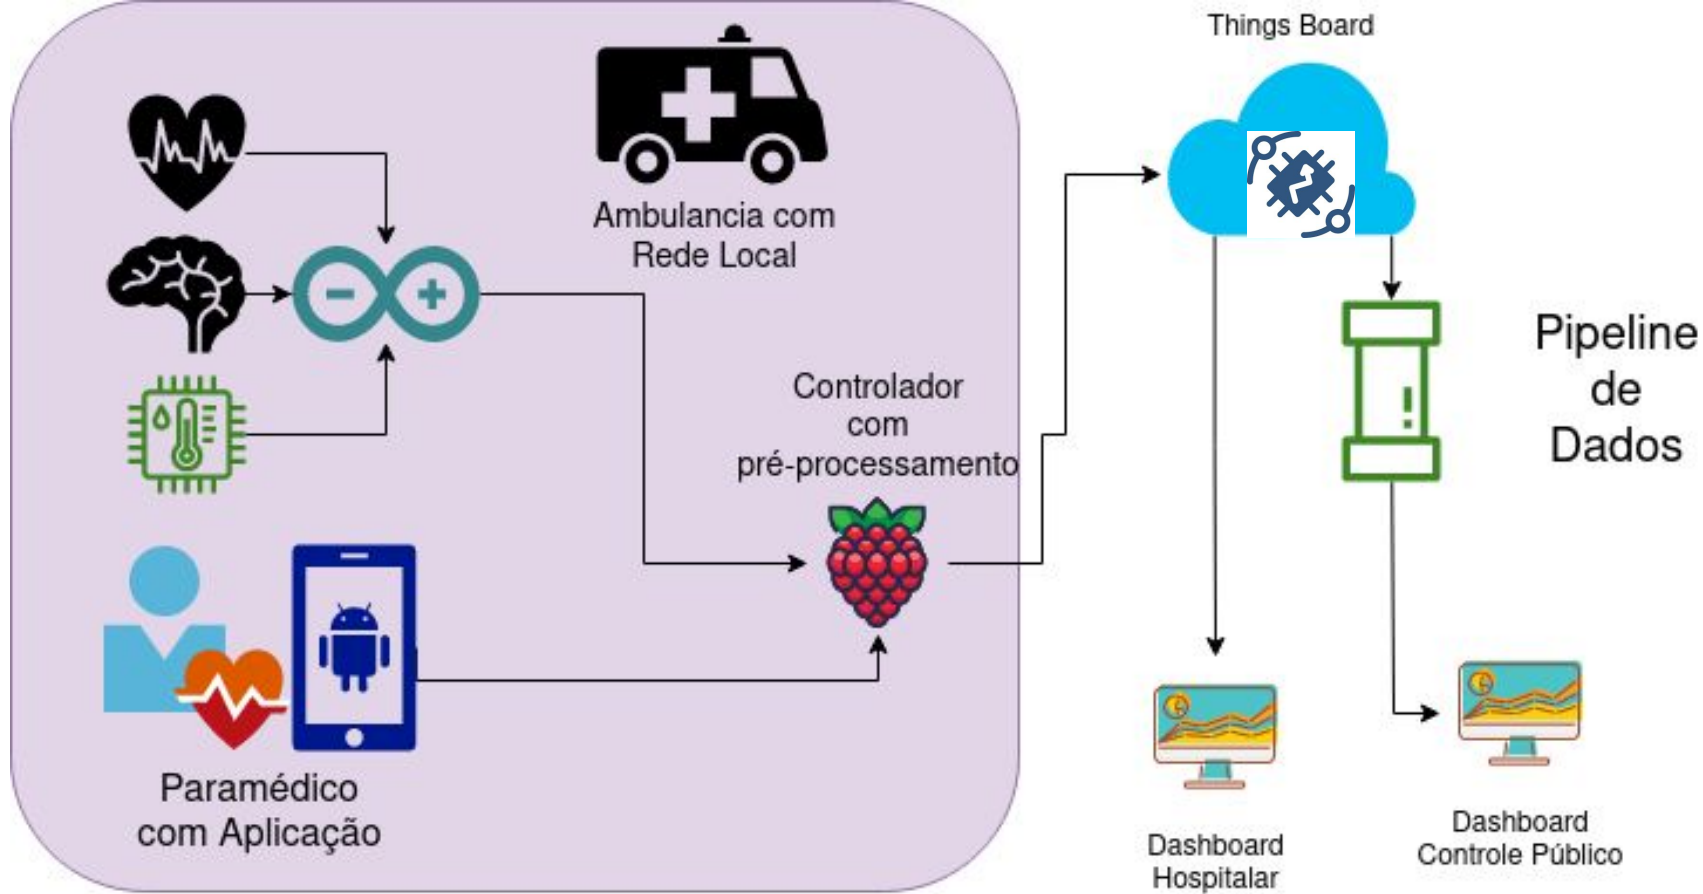 Things Board
Ambulancia com
Rede Local
Controlador
com
pré-processamento
Pipeline
de
Dados
Paramédico
com Aplicação
Dashboard
Hospitalar
Dashboard
Controle Público